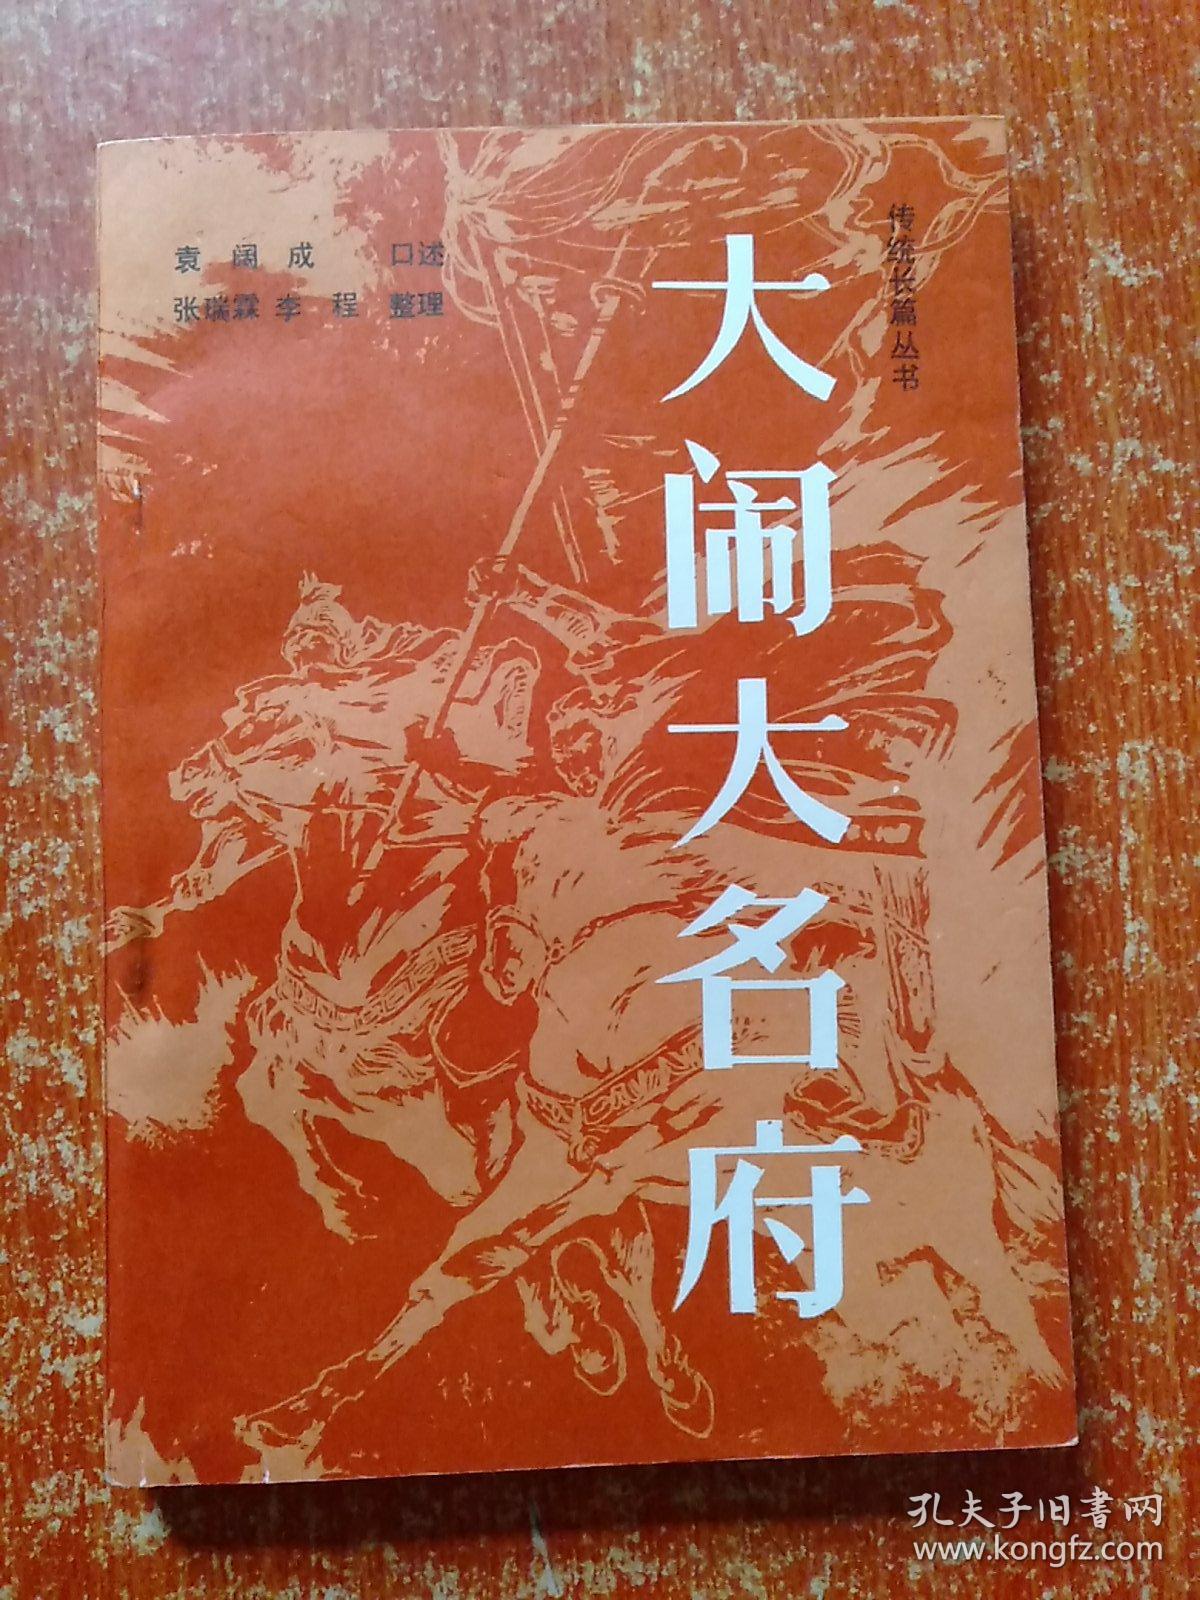 传统长篇丛书
大闹大名府
袁阔成 口述
张瑞霖 李程 整理
孔夫子旧书网
www.kongfz.com